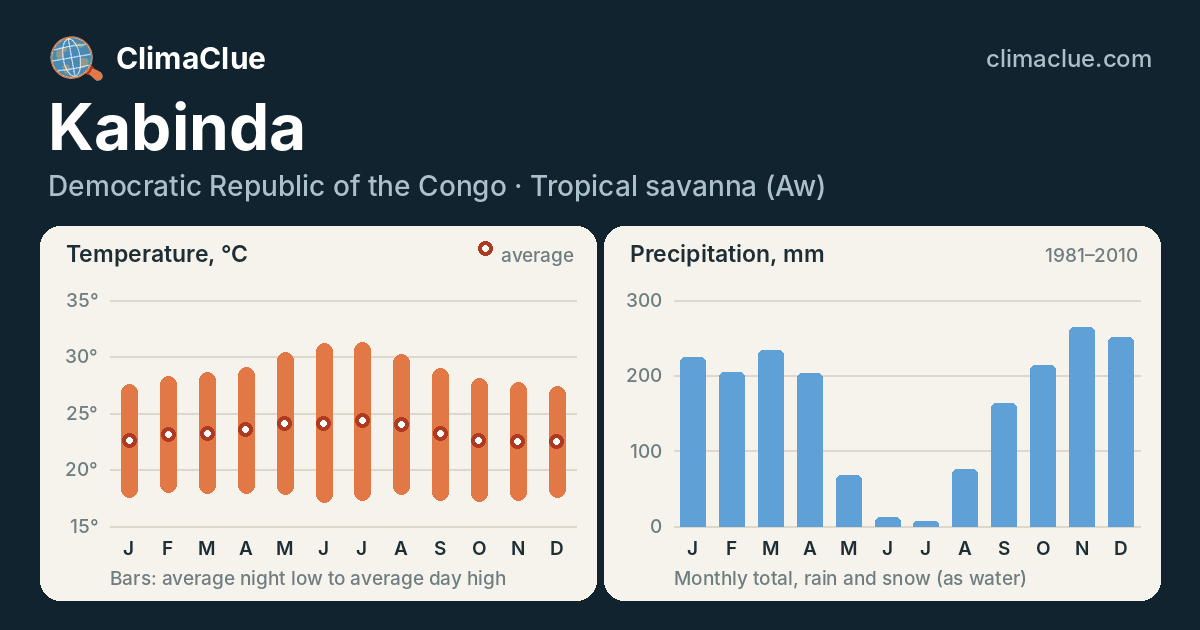 ClimaClue
climaclue.com
Kabinda
Democratic Republic of the Congo · Tropical savanna (Aw)
Temperature, °C
average
35°
30°
25°
20°
15°
J F M A M J J A S O N D
Bars: average night low to average day high
Precipitation, mm
1981–2010
300
200
100
0
J F M A M J J A S O N D
Monthly total, rain and snow (as water)